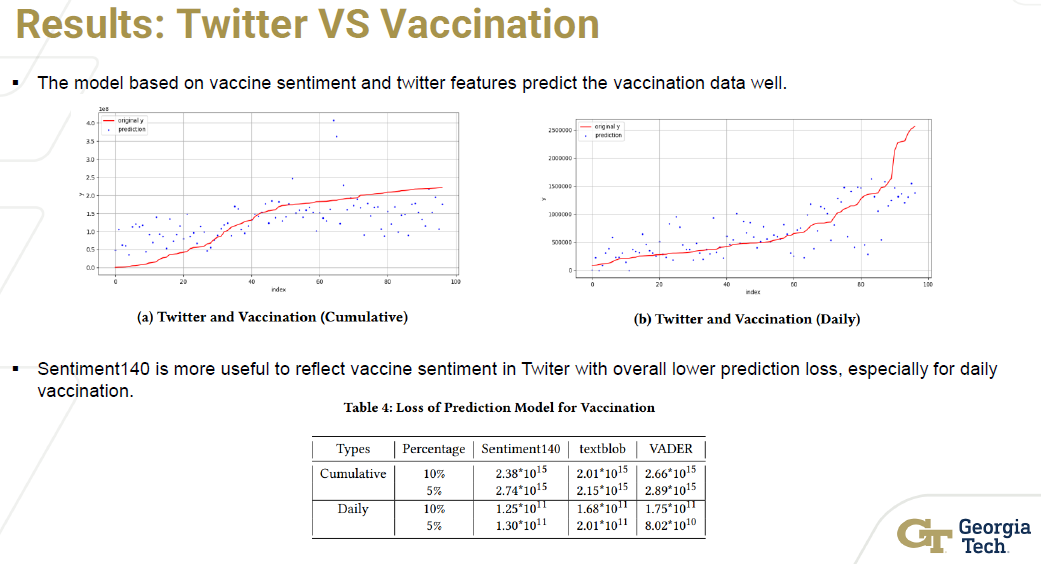 Results: Twitter VS Vaccination
▪ The model based on vaccine sentiment and twitter features predict the vaccination data well.
1e8
original y
prediction
4.0
3.5
3.0
2.5
2.0
1.5
1.0
0.5
0.0
y
0 20 40 60 80 100
index
(a) Twitter and Vaccination (Cumulative)
original y
prediction
2500000
2000000
1500000
1000000
500000
0
y
0 20 40 60 80 100
index
(b) Twitter and Vaccination (Daily)
▪ Sentiment140 is more useful to reflect vaccine sentiment in Twiter with overall lower prediction loss, especially for daily
vaccination.
Table 4: Loss of Prediction Model for Vaccination
Types Percentage Sentiment140 textblob VADER
Cumulative 10% 2.38*10^15 2.01*10^15 2.66*10^15
5% 2.74*10^15 2.15*10^15 2.89*10^15
Daily 10% 1.25*10^11 1.68*10^11 1.75*10^11
5% 1.30*10^11 2.01*10^11 8.02*10^10
GT Georgia
Tech.